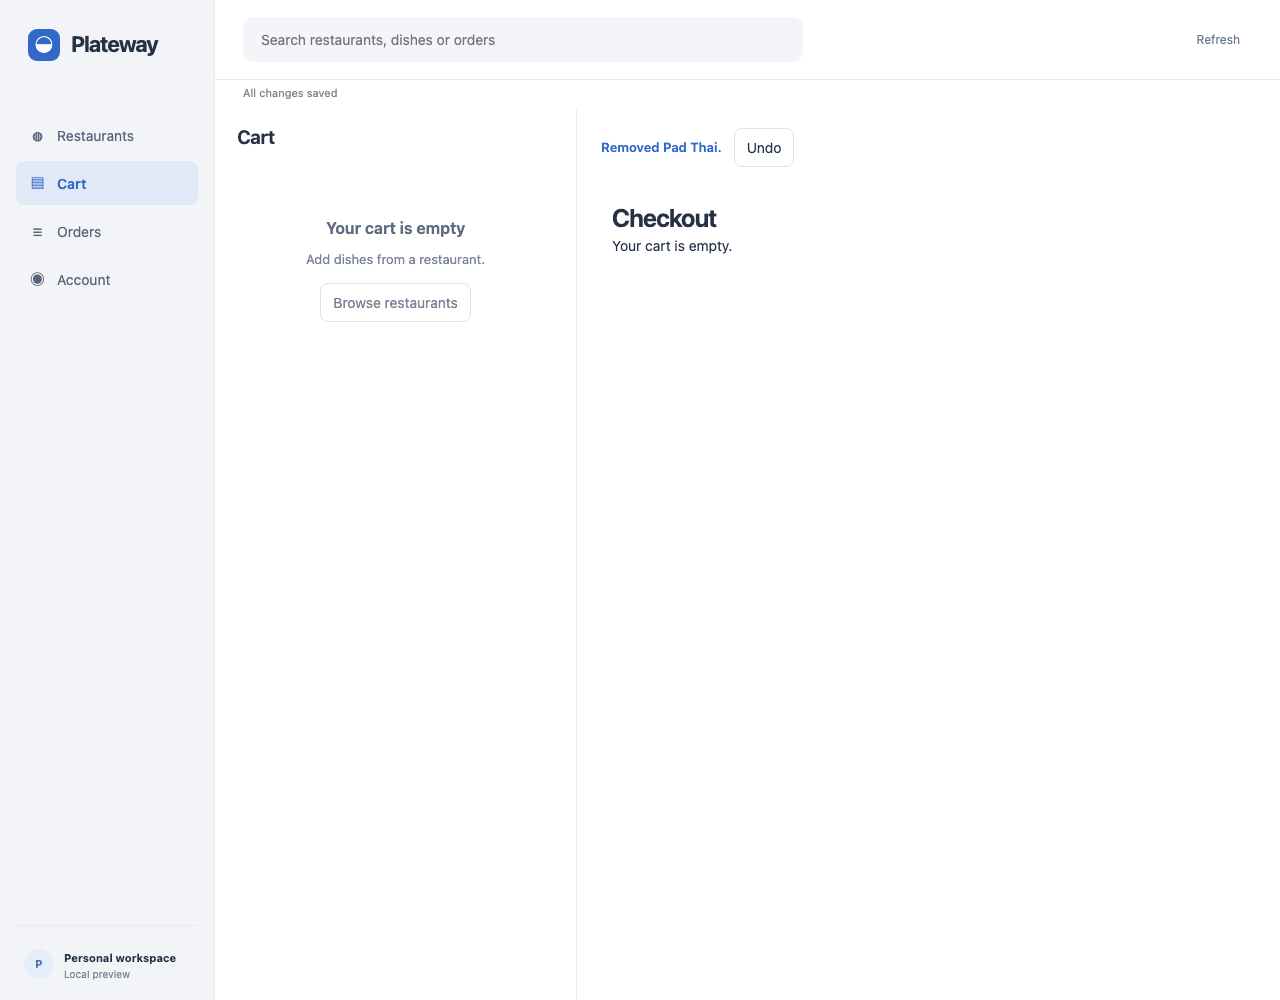 Plateway
Search restaurants, dishes or orders
Refresh
All changes saved
Restaurants
Cart
Orders
Account
Cart
Your cart is empty
Add dishes from a restaurant.
Browse restaurants
Removed Pad Thai.
Undo
Checkout
Your cart is empty.
P
Personal workspace
Local preview